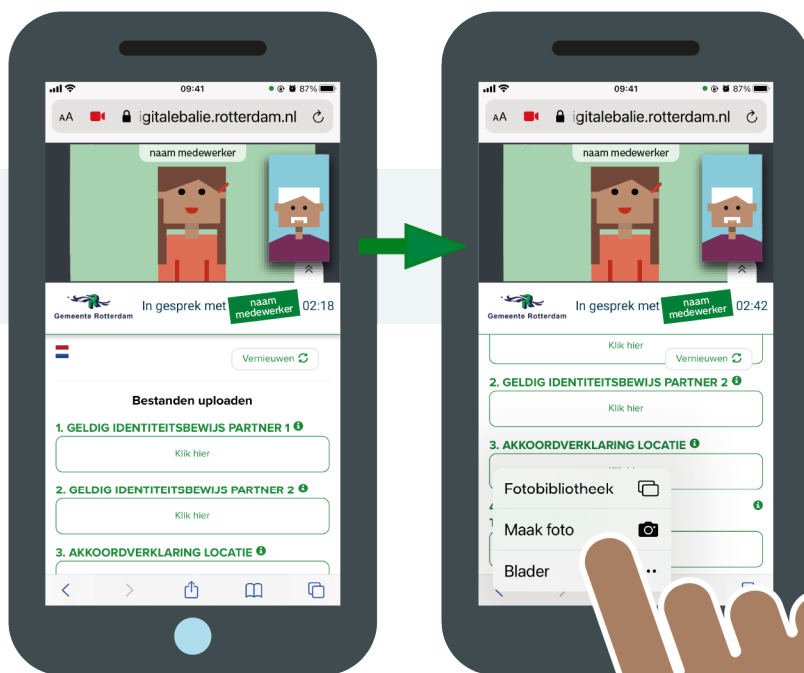 09:41
87%
AA
igitalebalie.rotterdam.nl
naam medewerker
Gemeente Rotterdam
In gesprek met
naam
medewerker
02:18
Vernieuwen
Bestanden uploaden
1. GELDIG IDENTITEITSBEWIJS PARTNER 1
Klik hier
2. GELDIG IDENTITEITSBEWIJS PARTNER 2
Klik hier
3. AKKOORDVERKLARING LOCATIE
09:41
87%
AA
igitalebalie.rotterdam.nl
naam medewerker
Gemeente Rotterdam
In gesprek met
naam
medewerker
02:42
Klik hier
Vernieuwen
2. GELDIG IDENTITEITSBEWIJS PARTNER 2
Klik hier
3. AKKOORDVERKLARING LOCATIE
Fotobibliotheek
Maak foto
Blader